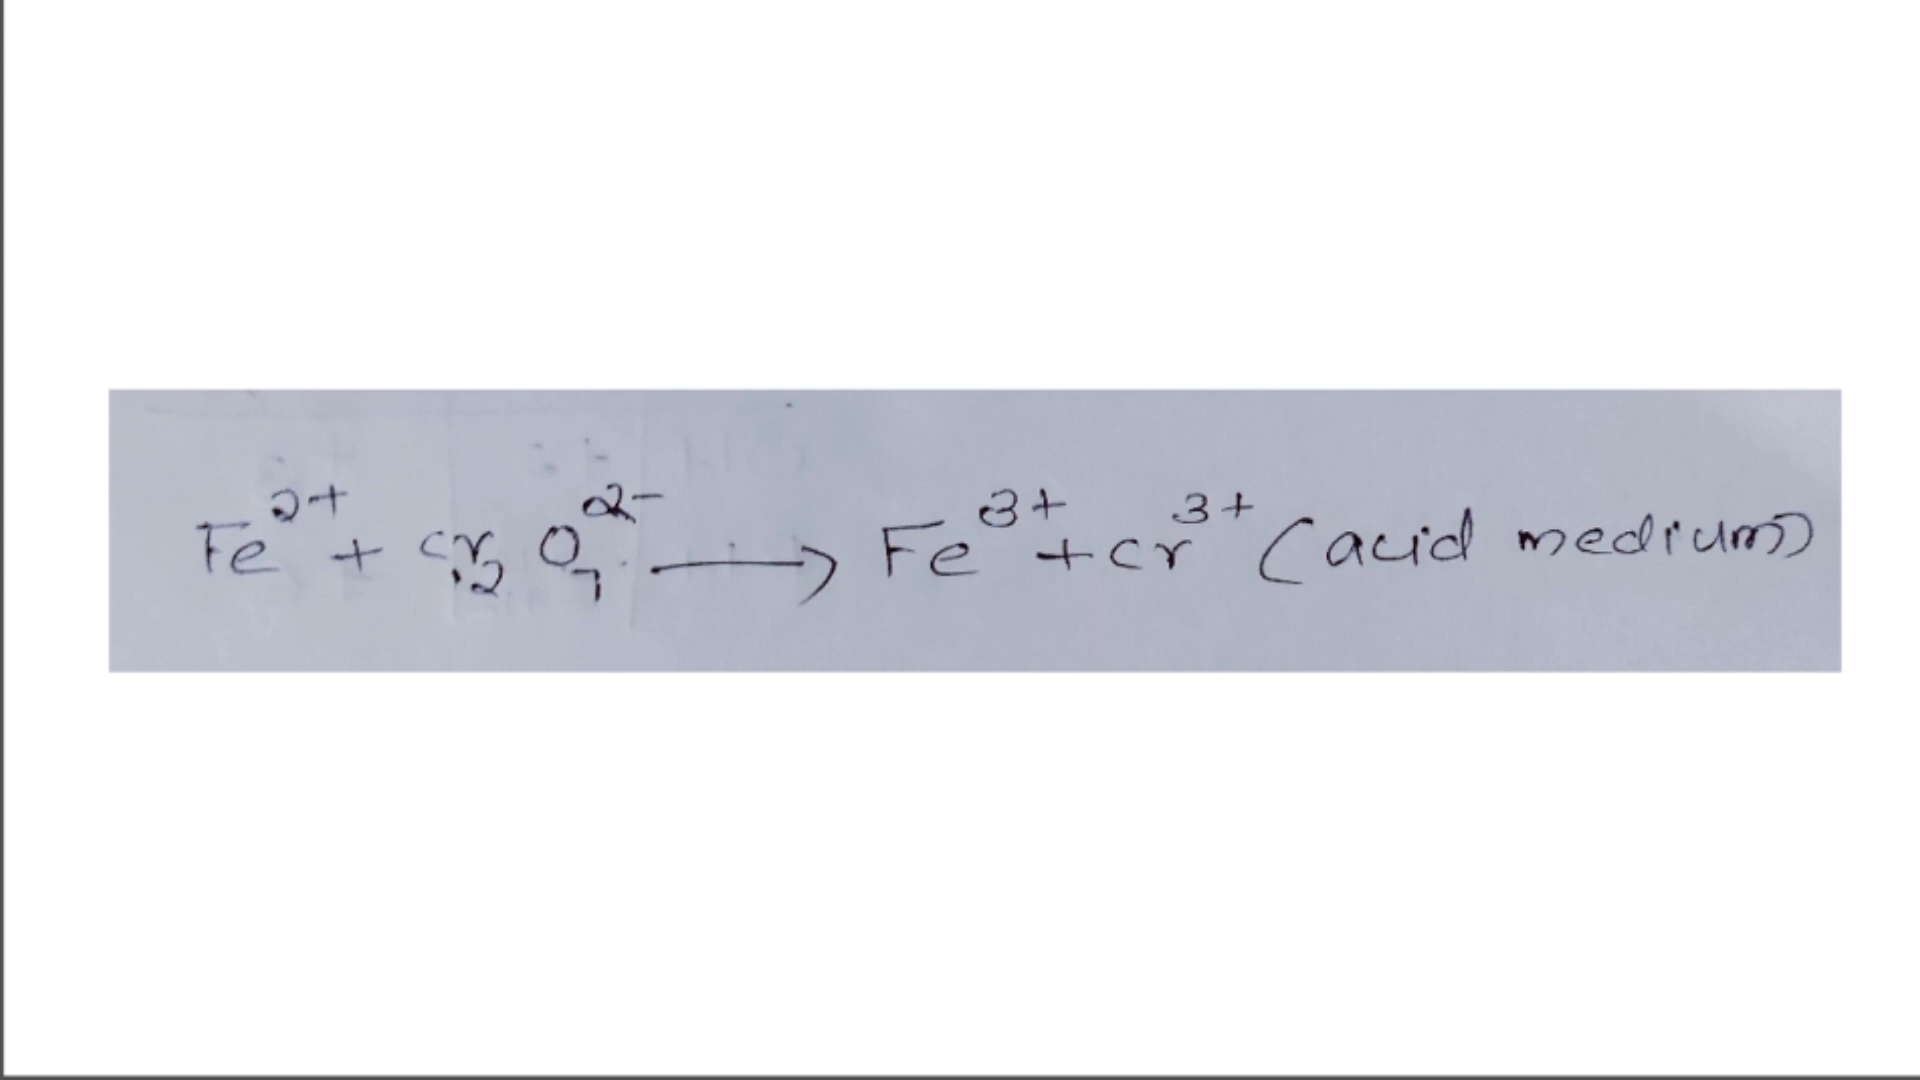 Fe²⁺ + cr₂O₇²⁻ ⟶ Fe³⁺ + cr³⁺ (acid medium)